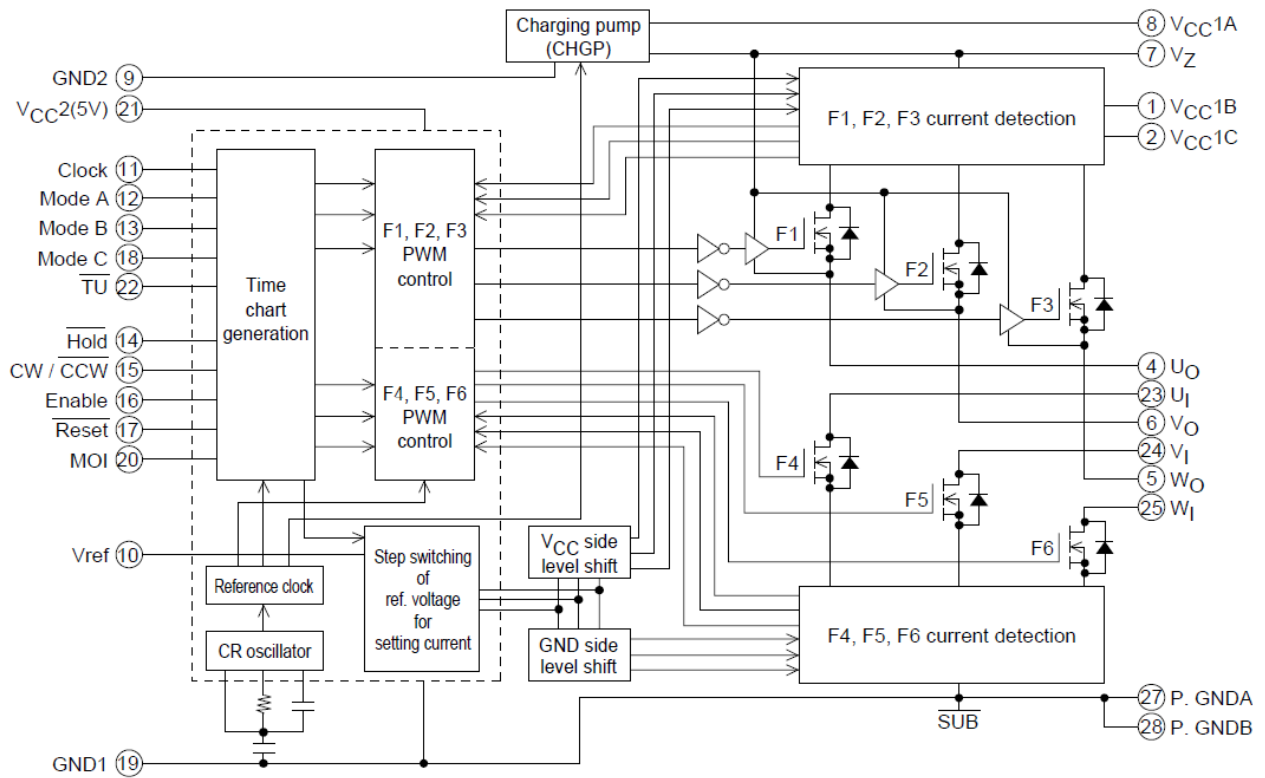 Charging pump
(CHGP)
8 VCC1A
7 VZ
GND2 9
VCC2(5V) 21
F1, F2, F3 current detection
1 VCC1B
2 VCC1C
Clock 11
Mode A 12
Mode B 13
Mode C 18
TU 22
Hold 14
CW / CCW 15
Enable 16
Reset 17
MOI 20
Time
chart
generation
F1, F2, F3
PWM
control
F4, F5, F6
PWM
control
F1
F2
F3
4 UO
23 UI
6 VO
24 VI
5 WO
25 WI
F4
F5
F6
Vref 10
Reference clock
CR oscillator
Step switching
of
ref. voltage
for
setting current
VCC side
level shift
GND side
level shift
F4, F5, F6 current detection
SUB
27 P. GNDA
28 P. GNDB
GND1 19